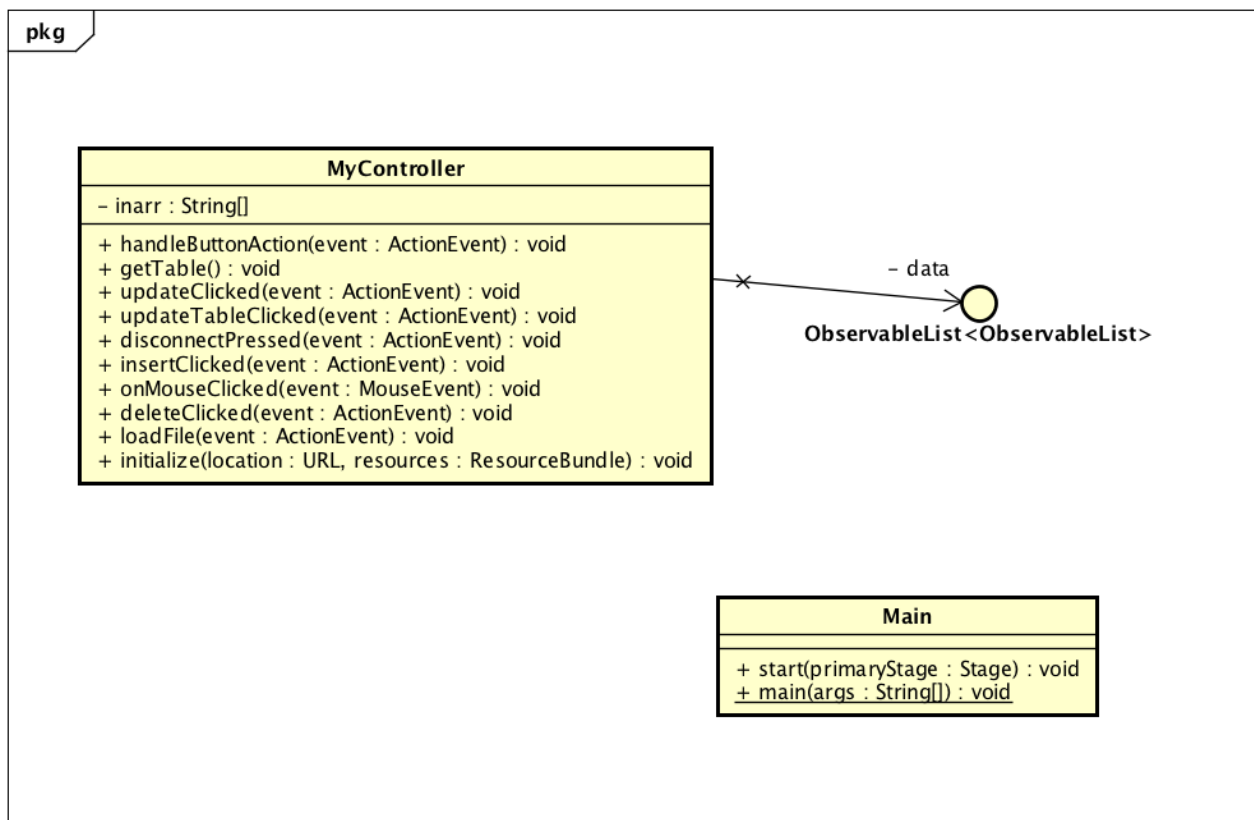 pkg
MyController
– inarr : String[]
+ handleButtonAction(event : ActionEvent) : void
+ getTable() : void
+ updateClicked(event : ActionEvent) : void
+ updateTableClicked(event : ActionEvent) : void
+ disconnectPressed(event : ActionEvent) : void
+ insertClicked(event : ActionEvent) : void
+ onMouseClicked(event : MouseEvent) : void
+ deleteClicked(event : ActionEvent) : void
+ loadFile(event : ActionEvent) : void
+ initialize(location : URL, resources : ResourceBundle) : void
– data
ObservableList<ObservableList>
Main
+ start(primaryStage : Stage) : void
+ main(args : String[]) : void